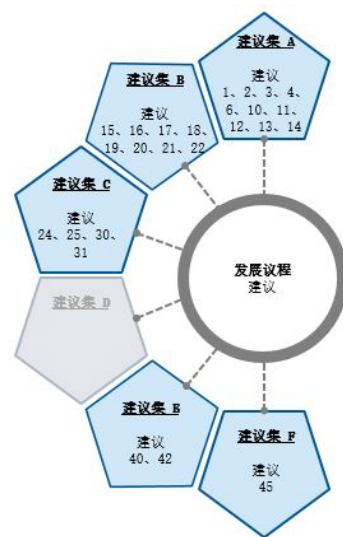 建议集 A
建议
1、2、3、4、
6、10、11、
12、13、14
建议集 B
建议
15、16、17、18、
19、20、21、22
建议集 C
建议
24、25、30、
31
发展议程
建议
建议集 D
建议集 E
建议
40、42
建议集 F
建议
45